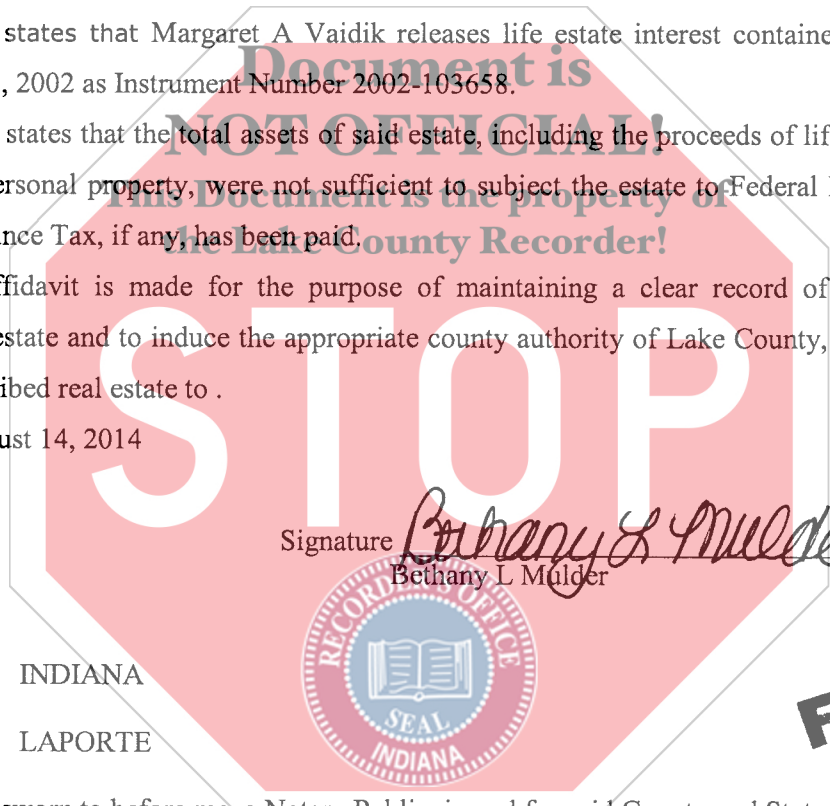 states that Margaret A Vaidik releases life estate interest containe
, 2002 as Instrument Number 2002-103658.
Document is
states that the total assets of said estate, including the proceeds of lif
NOT OFFICIAL!
ersonal property, were not sufficient to subject the estate to Federal
This Document is the property of
nce Tax, if any, has been paid.
the Lake County Recorder!
ffidavit is made for the purpose of maintaining a clear record of
estate and to induce the appropriate county authority of Lake County,
ibed real estate to .
ust 14, 2014
STOP
Signature Bethany L Mulde
Bethany L Mulder
RECORDER'S OFFICE
SEAL
INDIANA
INDIANA
LAPORTE
F